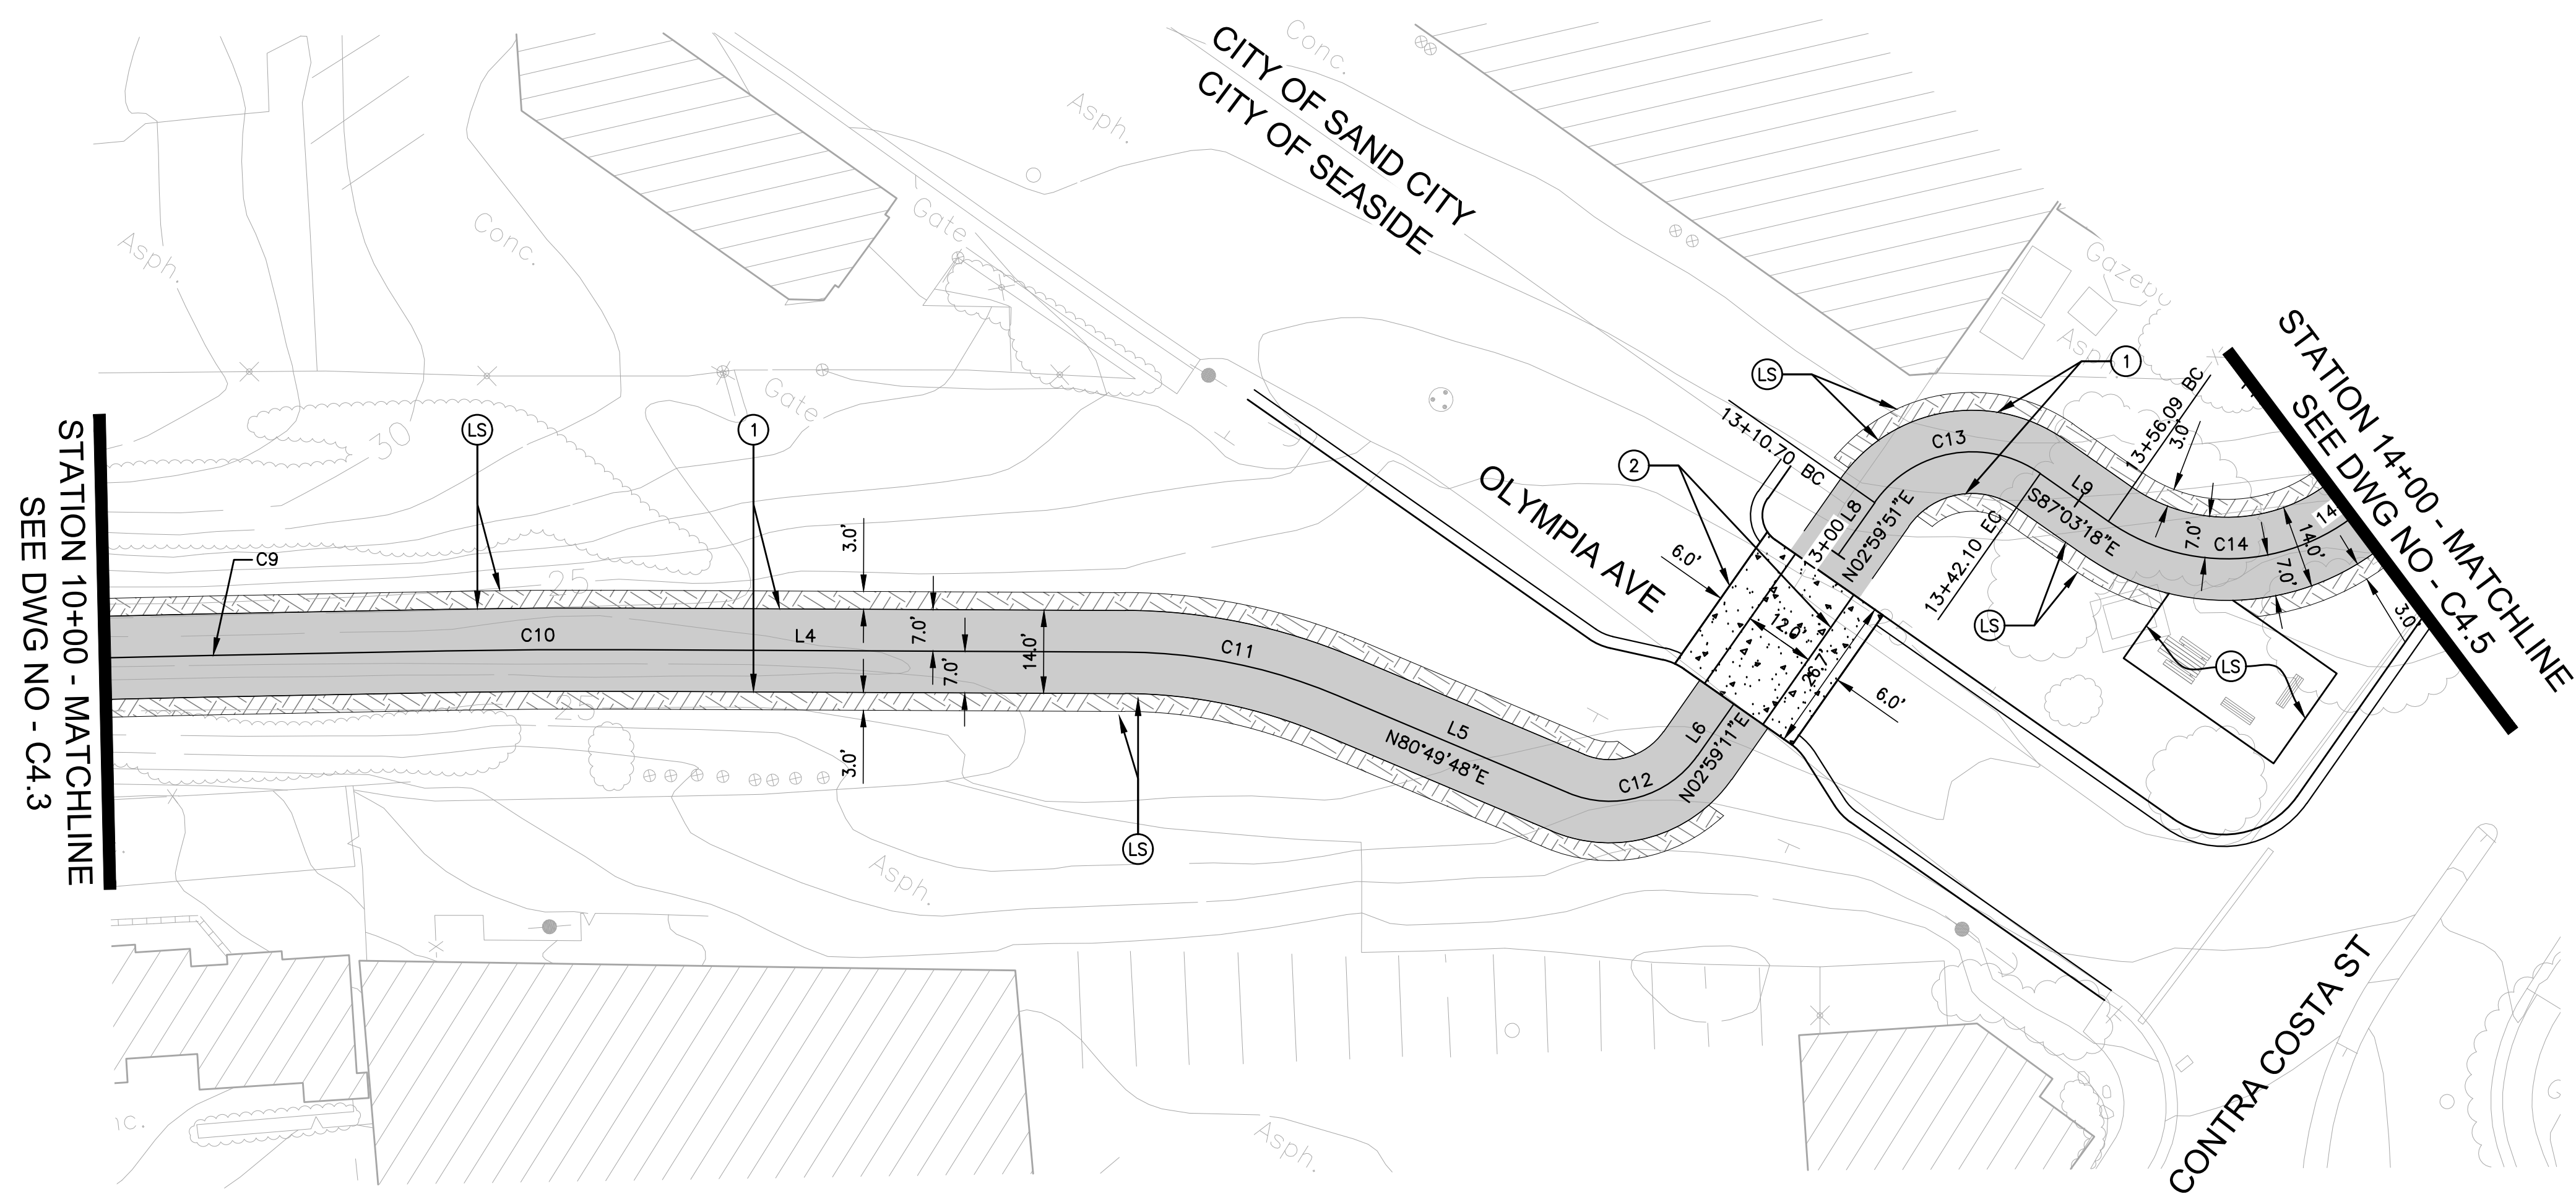 Conc.
Asph.
CITY OF SAND CITY
CITY OF SEASIDE
Gate
Conc.
Asph.
Gate
30
25
25
STATION 10+00 - MATCHLINE
SEE DWG NO - C4.3
LS
1
C9
C10
L4
3.0'
7.0'
7.0'
14.0'
3.0'
LS
C11
L5
N80°49'48"E
C12
L6
N02°59'11"E
OLYMPIA AVE
2
6.0'
12.0'
26.7'
6.0'
13+00
L8
N02°59'51"E
13+10.70 BC
LS
1
C13
13+42.10 EC
L9
S87°03'18"E
13+56.09 BC
3.0'
7.0'
C14
14.0'
7.0'
14
3.0'
LS
LS
Gazebo
STATION 14+00 - MATCHLINE
SEE DWG NO - C4.5
CONTRA COSTA ST
Asph.
Asph.